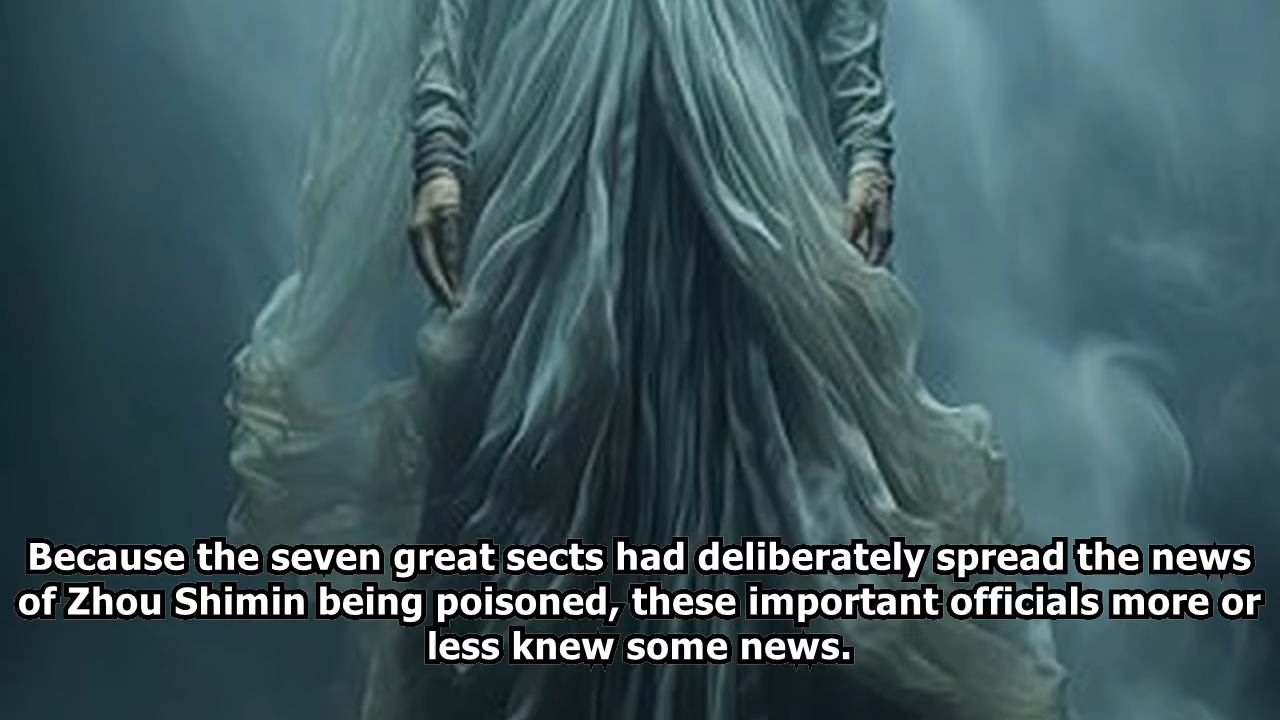 Because the seven great sects had deliberately spread the news
of Zhou Shimin being poisoned, these important officials more or
less knew some news.